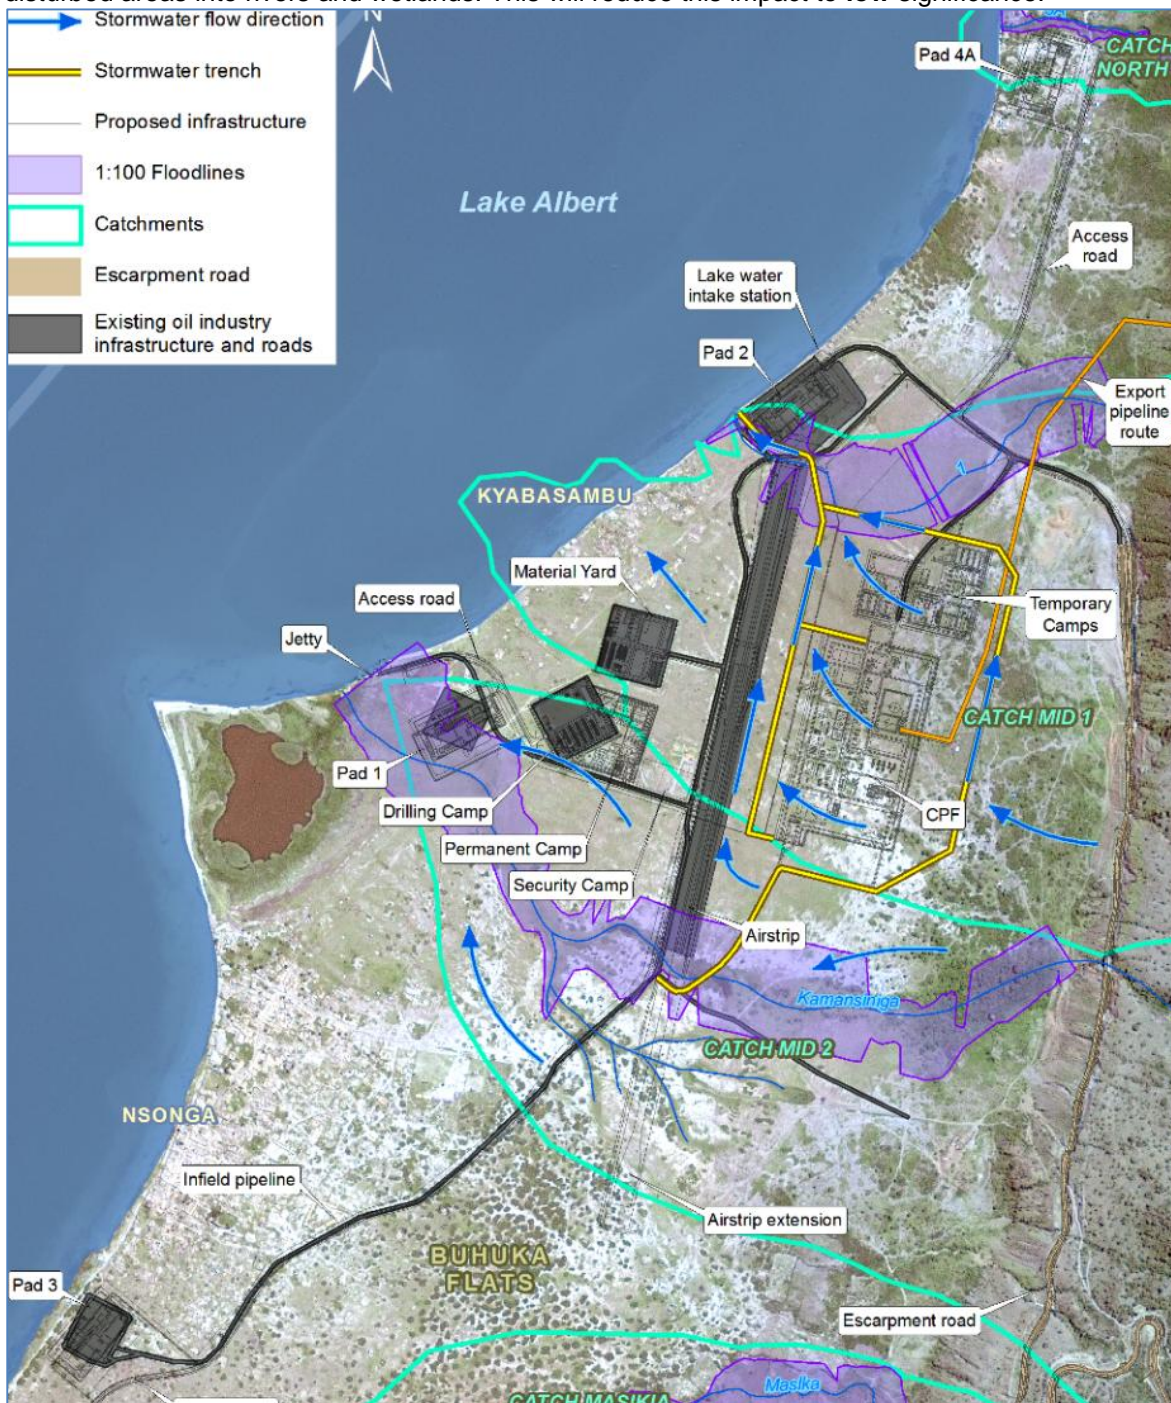 Stormwater flow direction
Stormwater trench
Proposed infrastructure
1:100 Floodlines
Catchments
Escarpment road
Existing oil industry
infrastructure and roads
N
Lake Albert
Pad 4A
NORTH
Access
road
Lake water
intake station
Pad 2
Export
pipeline
route
1
KYABASAMBU
Material Yard
Access road
Temporary
Camps
Jetty
CATCH MID 1
Pad 1
Drilling Camp
CPF
Permanent Camp
Security Camp
Airstrip
Kamansiniga
CATCH MID 2
NSONGA
Infield pipeline
Airstrip extension
BUHUKA
FLATS
Pad 3
Escarpment road
Masika
CATCH MASIKIA